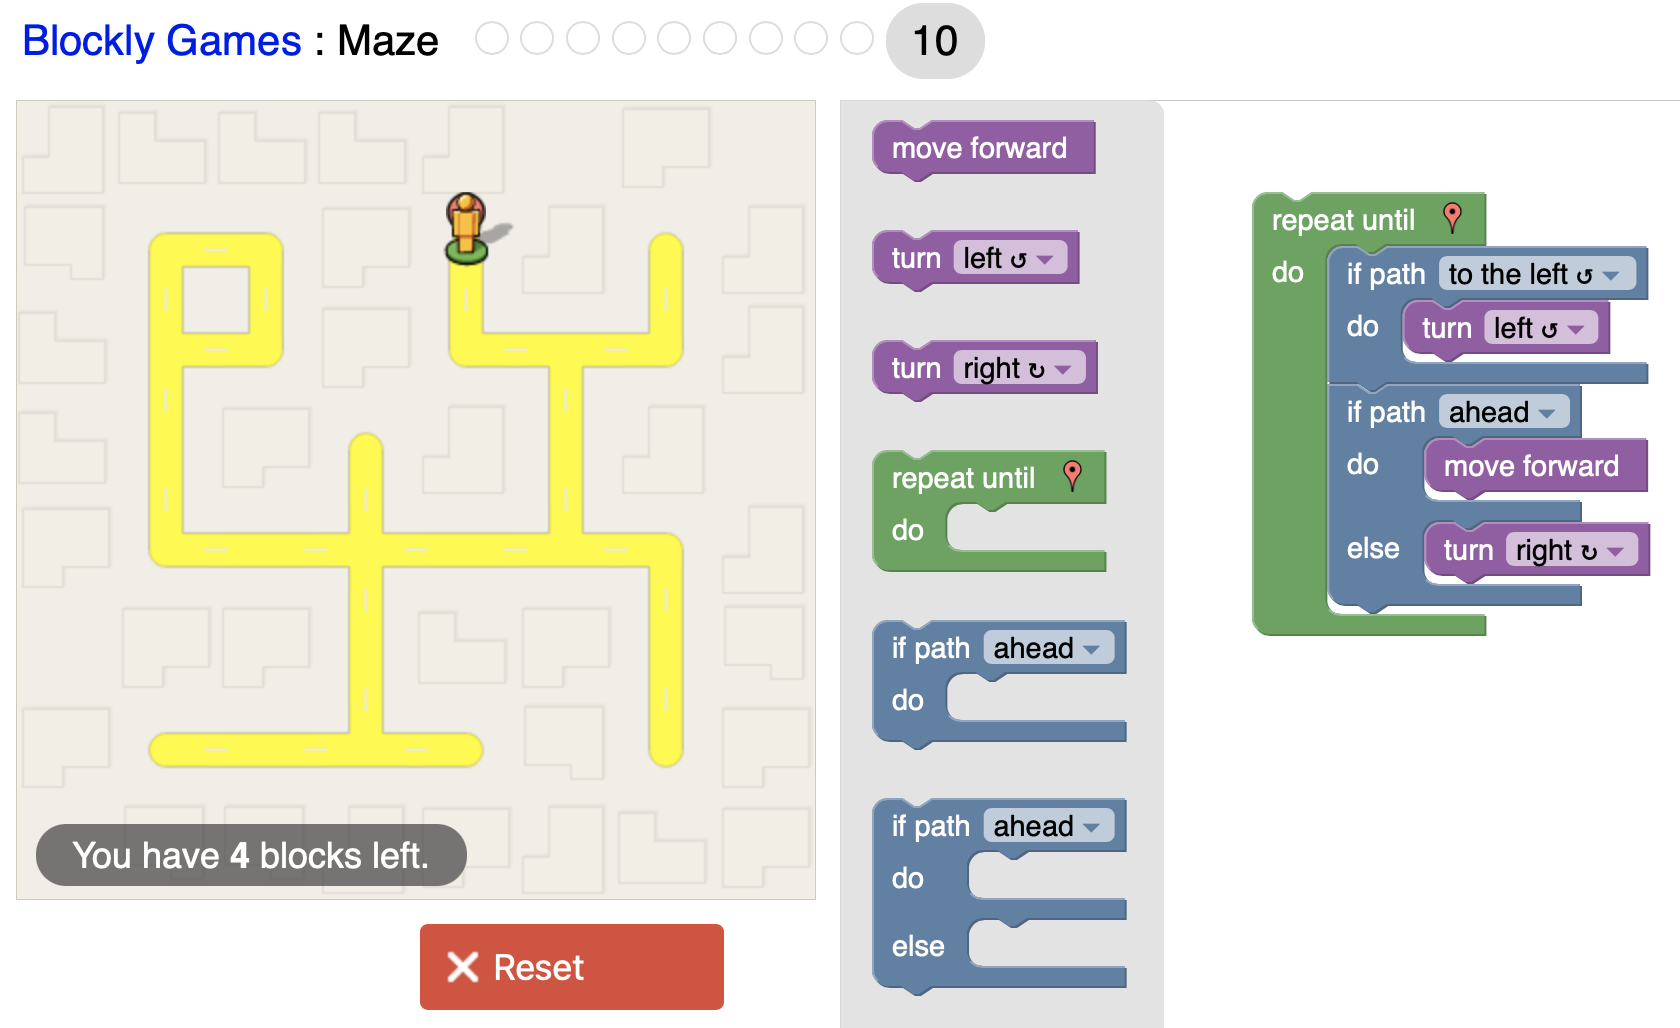 Blockly Games : Maze 10
move forward
turn left ↺
turn right ↻
repeat until
do
if path ahead
do
if path ahead
do
else
repeat until
do
if path to the left ↺
do turn left ↺
if path ahead
do move forward
else turn right ↻
You have 4 blocks left.
Reset